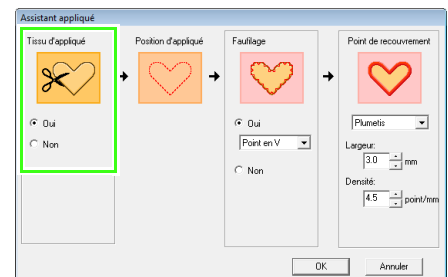 Assistant appliqué
Tissu d'appliqué
Position d'appliqué
Faufilage
Point de recouvrement
Oui
Non
Oui
Point en V
Non
Plumetis
Largeur:
3.0 mm
Densité:
4.5 point/mm
OK
Annuler